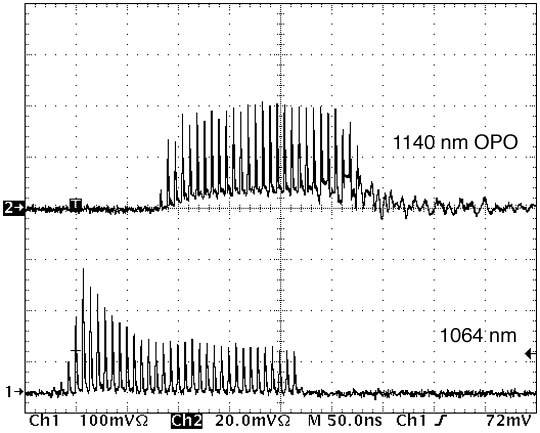 1140 nm OPO
2→
T
1064 nm
1→
Ch1 100mVΩ Ch2 20.0mVΩ M 50.0ns Ch1 ƒ 72mV